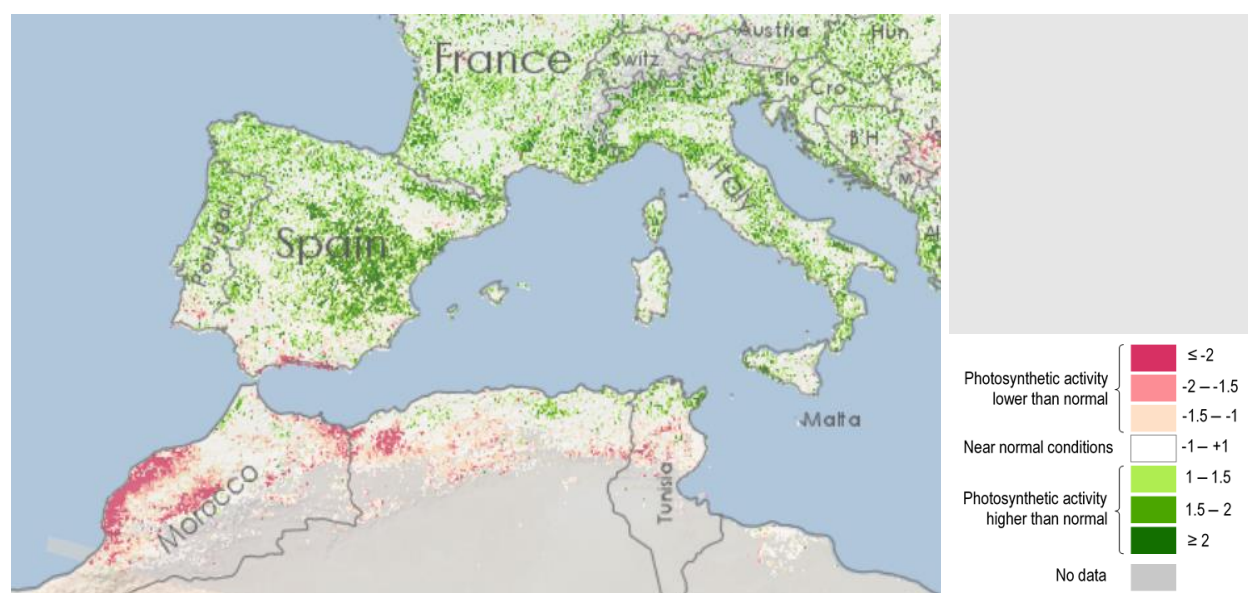 France
Switz.
Austria
Hun.
Slo.
Cro
B.H
S.
M.
Al
Italy
Spain
Portugal
Malta
Morocco
Tunisia
Photosynthetic activity
lower than normal
Near normal conditions
Photosynthetic activity
higher than normal
No data
≤ -2
-2 – -1.5
-1.5 – -1
-1 – +1
1 – 1.5
1.5 – 2
≥ 2